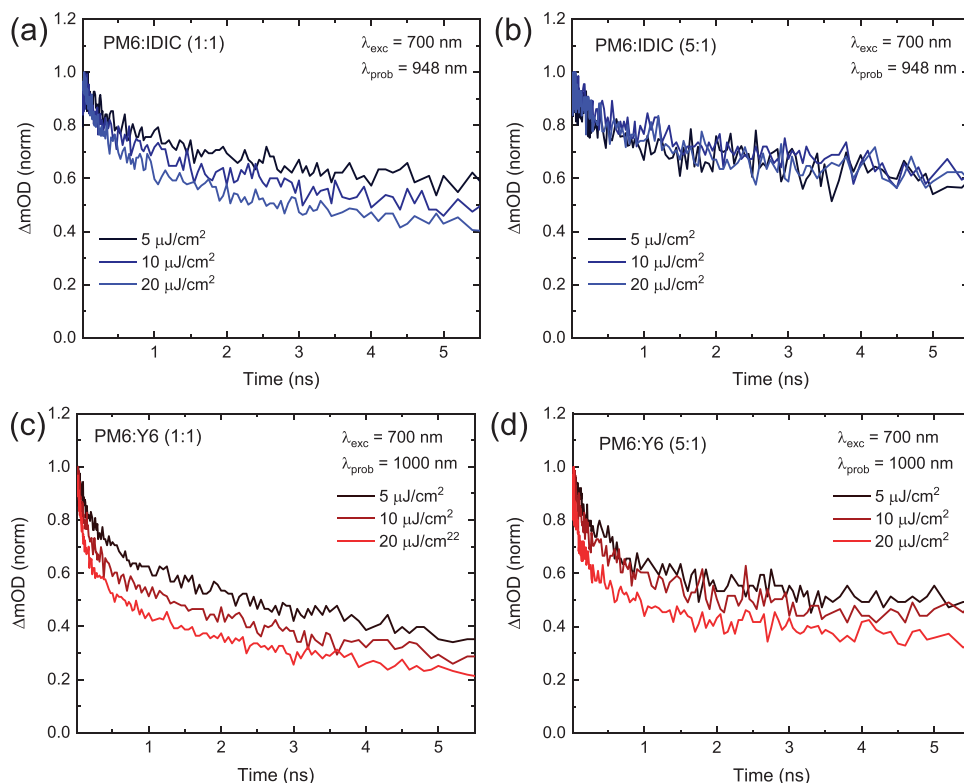 (a)
PM6:IDIC (1:1)
λexc = 700 nm
λprob = 948 nm
1.2
1.0
0.8
0.6
0.4
0.2
0.0
ΔmOD (norm)
5 μJ/cm²
10 μJ/cm²
20 μJ/cm²
1 2 3 4 5
Time (ns)
(b)
PM6:IDIC (5:1)
λexc = 700 nm
λprob = 948 nm
1.2
1.0
0.8
0.6
0.4
0.2
0.0
ΔmOD (norm)
5 μJ/cm²
10 μJ/cm²
20 μJ/cm²
1 2 3 4 5
Time (ns)
(c)
PM6:Y6 (1:1)
λexc = 700 nm
λprob = 1000 nm
5 μJ/cm²
10 μJ/cm²
20 μJ/cm²²
1.2
1.0
0.8
0.6
0.4
0.2
0.0
ΔmOD (norm)
1 2 3 4 5
Time (ns)
(d)
PM6:Y6 (5:1)
λexc = 700 nm
λprob = 1000 nm
5 μJ/cm²
10 μJ/cm²
20 μJ/cm²
1.2
1.0
0.8
0.6
0.4
0.2
0.0
ΔmOD (norm)
1 2 3 4 5
Time (ns)